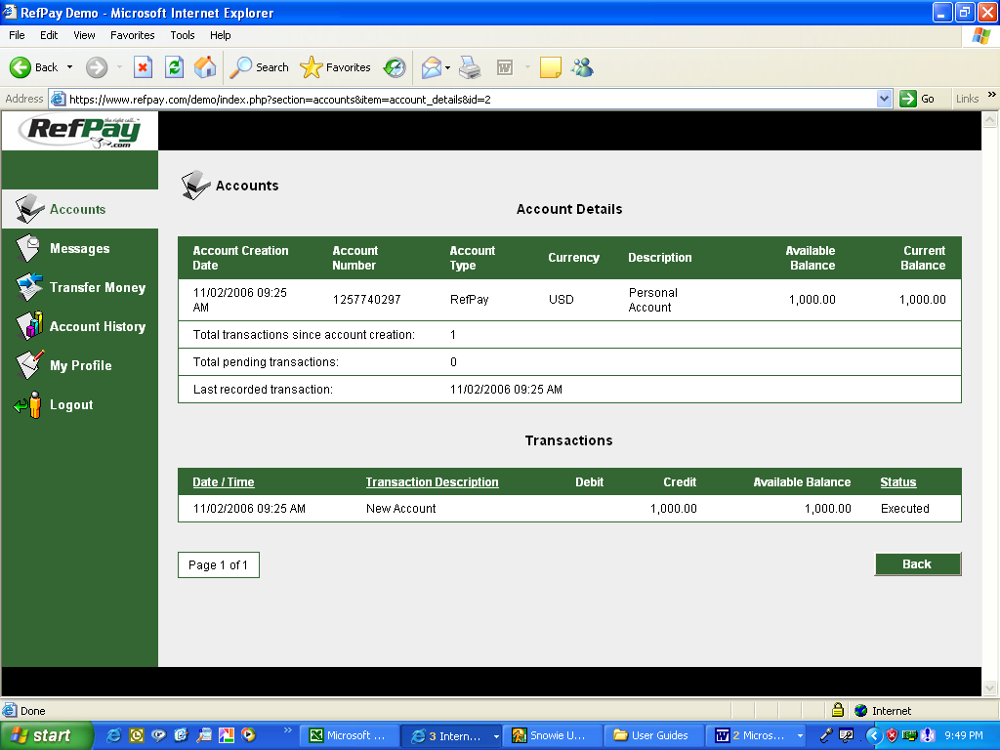 RefPay Demo - Microsoft Internet Explorer
File Edit View Favorites Tools Help
Back Search Favorites
Address https://www.refpay.com/demo/index.php?section=accounts&item=account_details&id=2 Go Links »
the right call...
RefPay
.com
Accounts
Messages
Transfer Money
Account History
My Profile
Logout
Accounts
Account Details
Account Creation Date Account Number Account Type Currency Description Available Balance Current Balance
11/02/2006 09:25 AM 1257740297 RefPay USD Personal Account 1,000.00 1,000.00
Total transactions since account creation: 1
Total pending transactions: 0
Last recorded transaction: 11/02/2006 09:25 AM
Transactions
Date / Time Transaction Description Debit Credit Available Balance Status
11/02/2006 09:25 AM New Account 1,000.00 1,000.00 Executed
Page 1 of 1
Back
Done Internet
start » Microsoft ... 3 Intern... Snowie U... User Guides 2 Micros... 9:49 PM